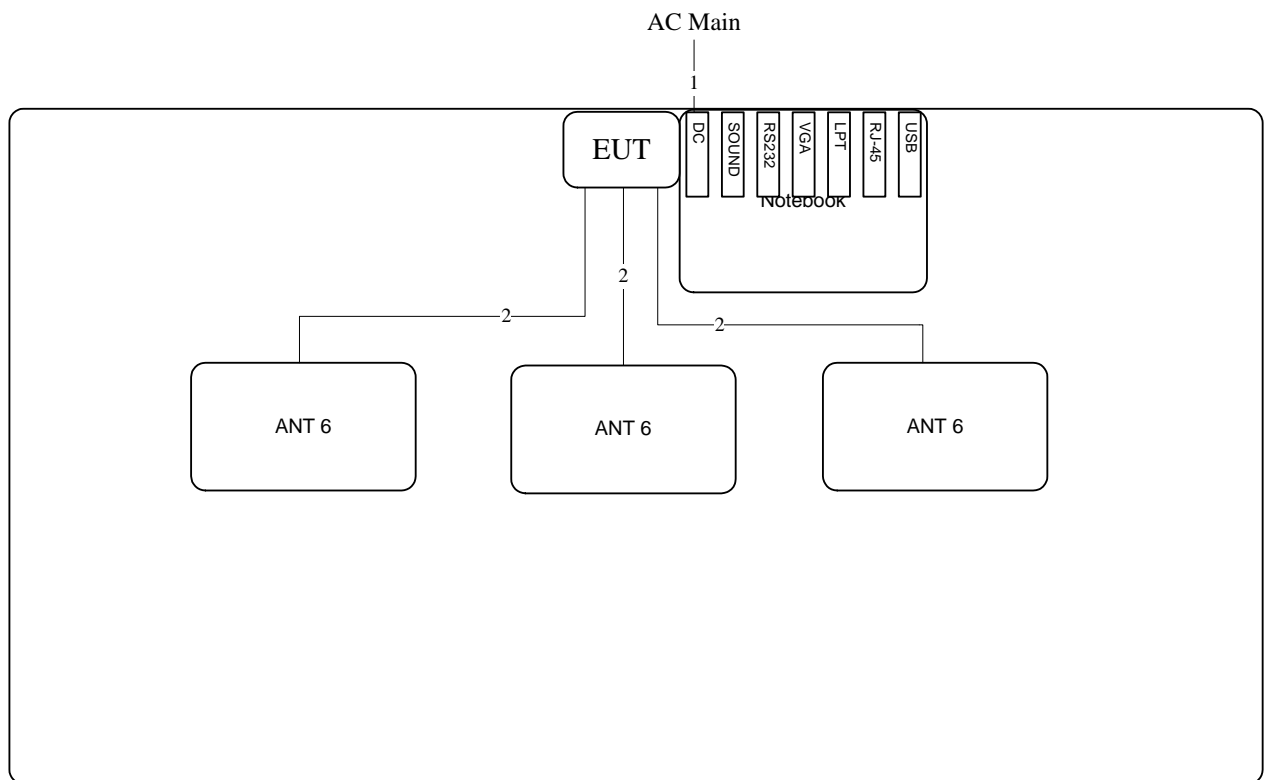 AC Main
1
EUT
DC
SOUND
RS232
VGA
LPT
RJ-45
USB
Notebook
2
2
2
ANT 6
ANT 6
ANT 6